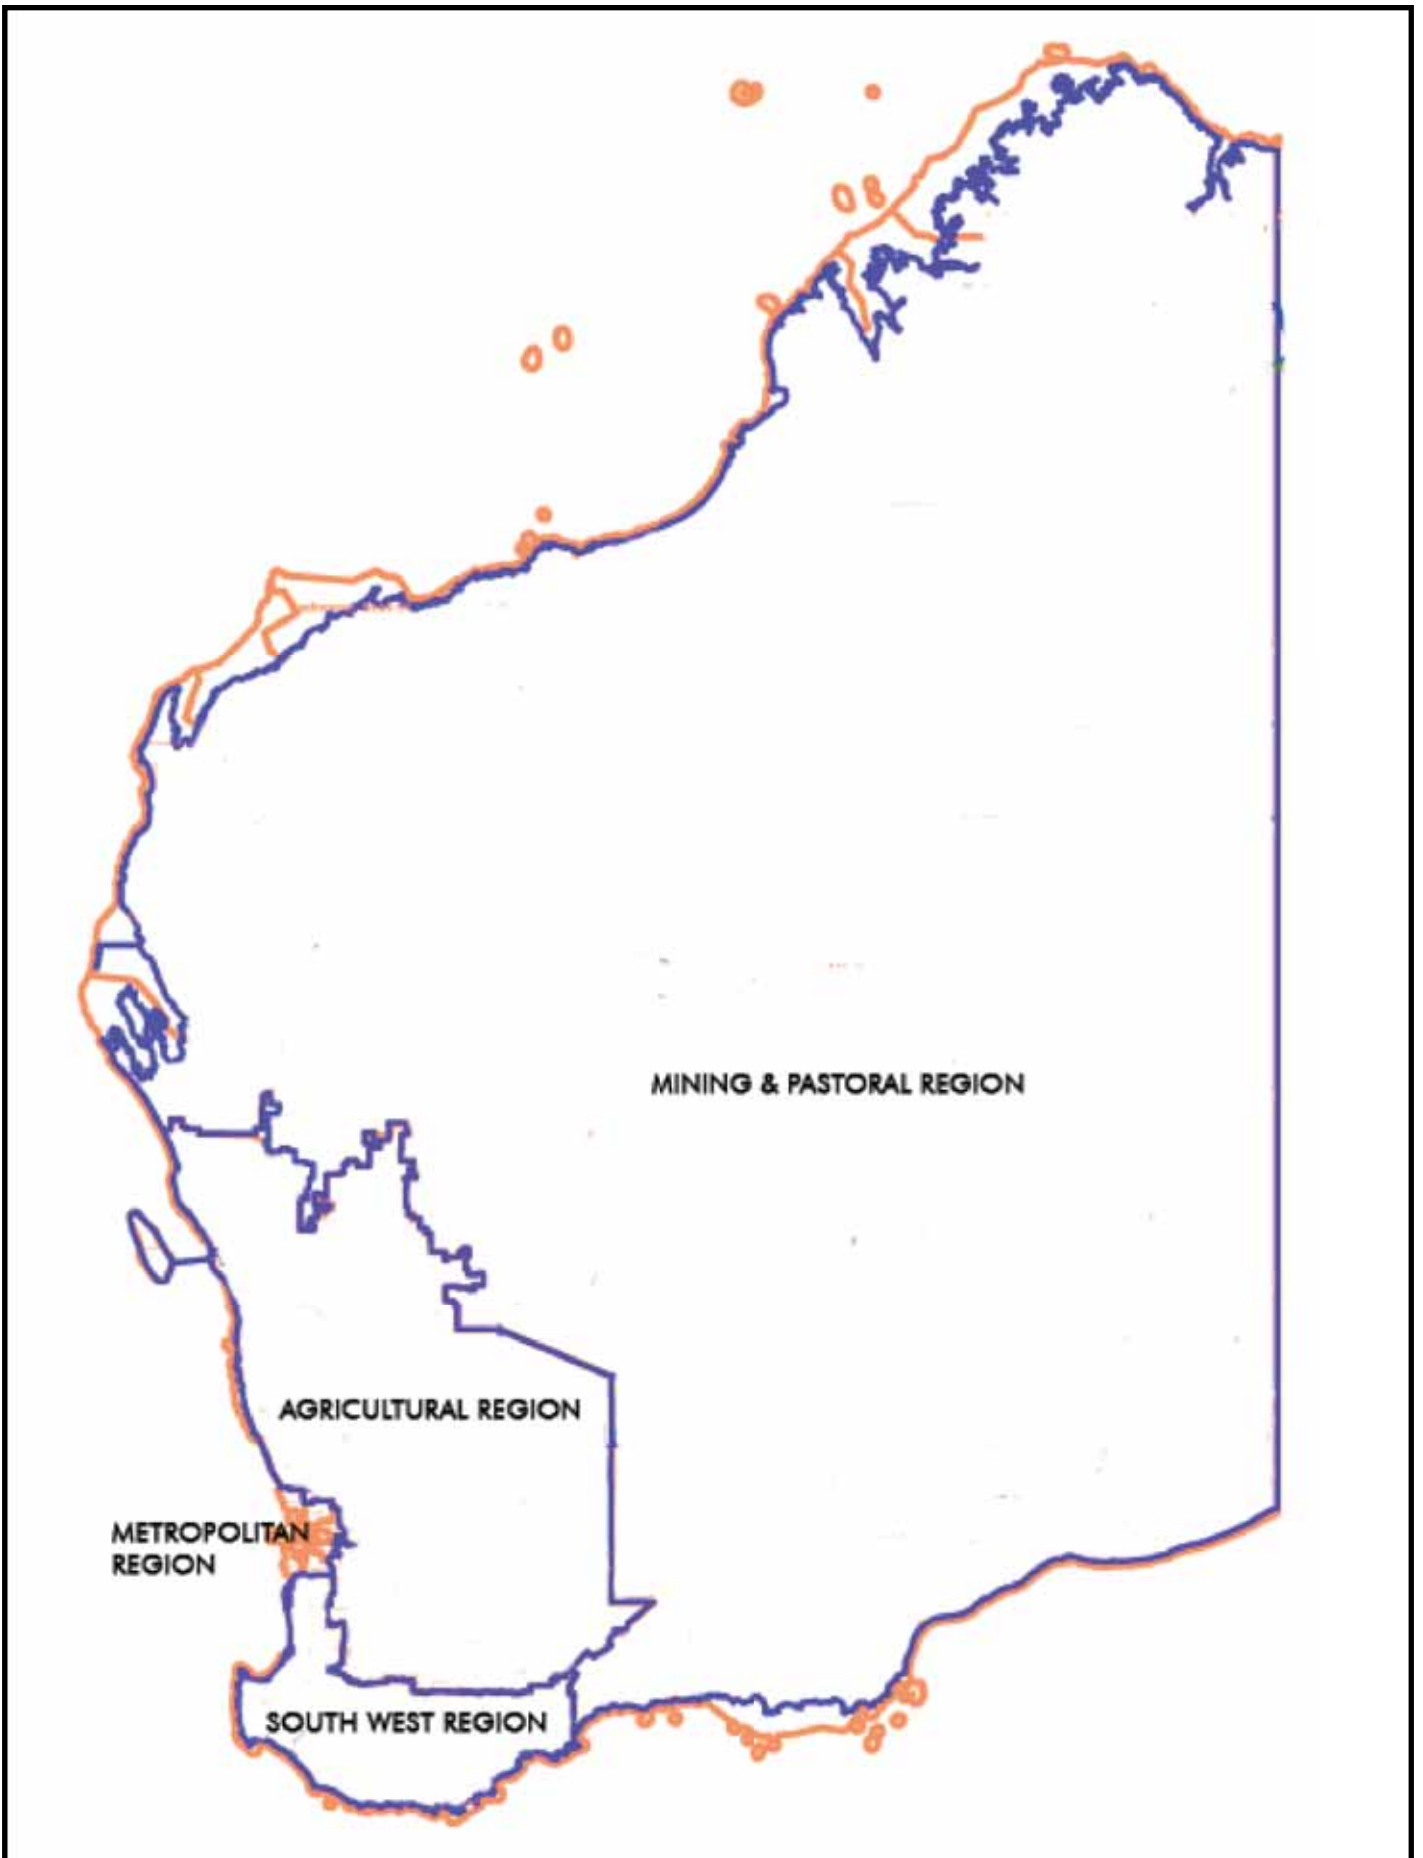 MINING & PASTORAL REGION
AGRICULTURAL REGION
METROPOLITAN
REGION
SOUTH WEST REGION